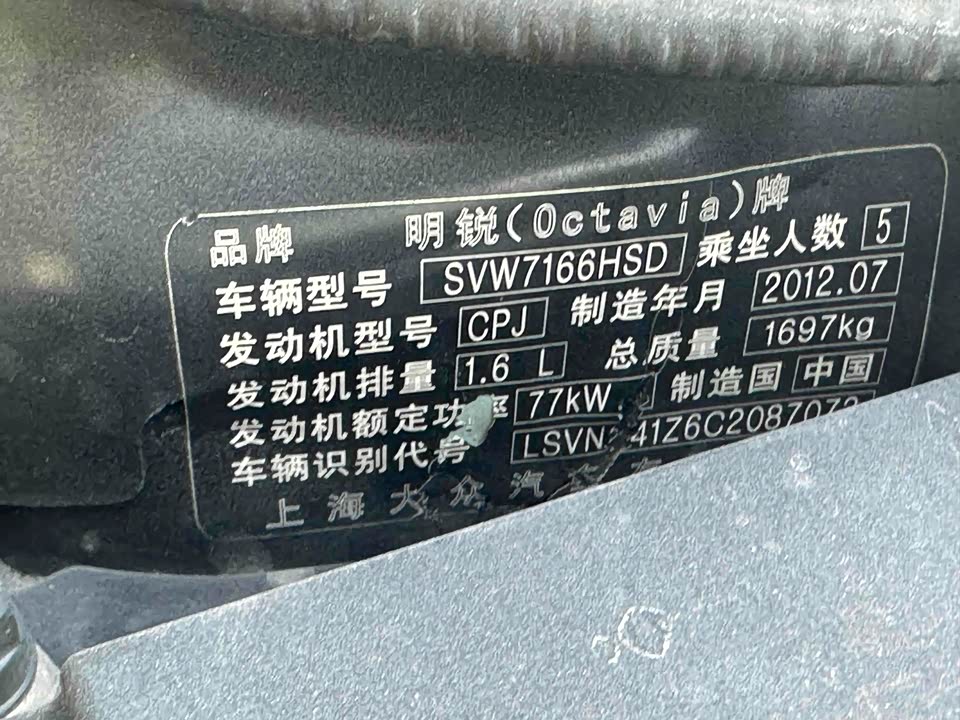 品牌 明锐(Octavia)牌
车辆型号 SVW7166HSD 乘坐人数 5
发动机型号 CPJ 制造年月 2012.07
发动机排量 1.6 L 总质量 1697kg
发动机额定功率 77kW 制造国 中国
车辆识别代号
上海大众汽